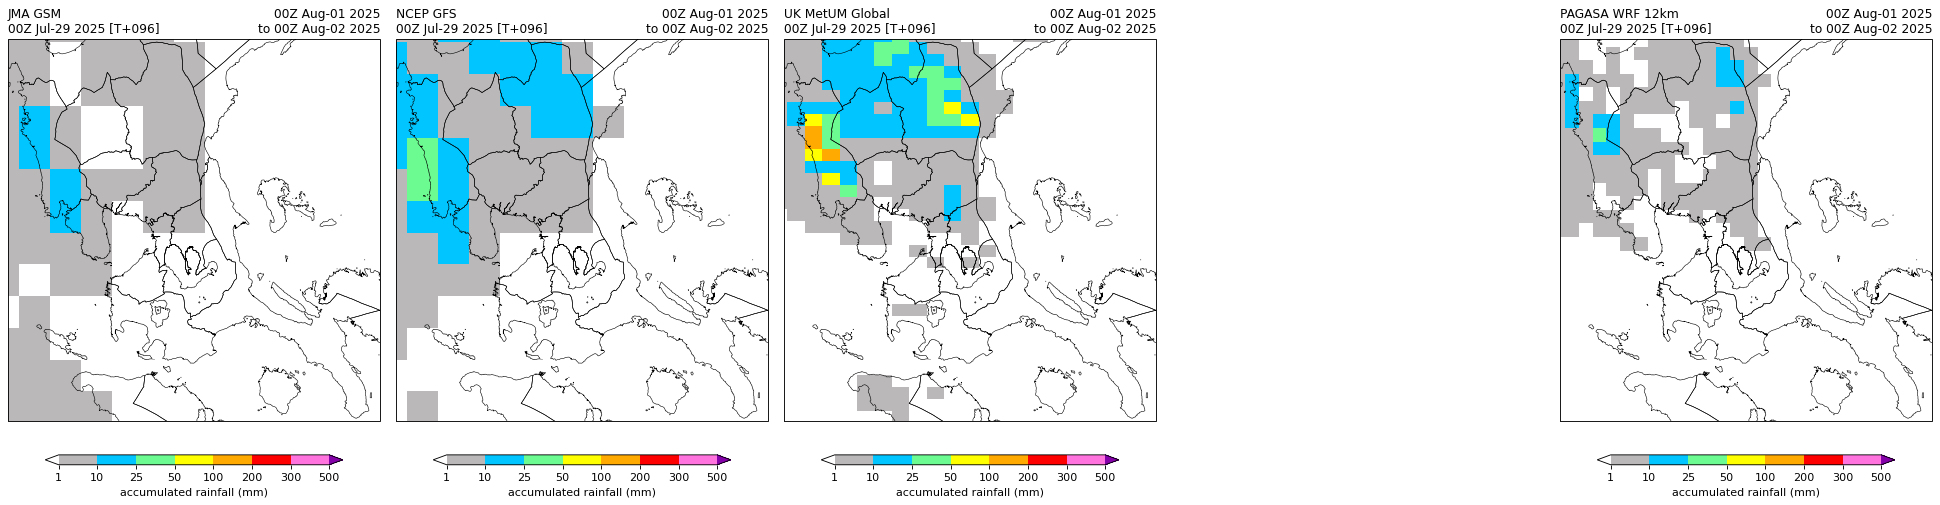 JMA GSM
00Z Aug-01 2025
00Z Jul-29 2025 [T+096]
to 00Z Aug-02 2025
NCEP GFS
00Z Aug-01 2025
00Z Jul-29 2025 [T+096]
to 00Z Aug-02 2025
UK MetUM Global
00Z Aug-01 2025
00Z Jul-29 2025 [T+096]
to 00Z Aug-02 2025
PAGASA WRF 12km
00Z Aug-01 2025
00Z Jul-29 2025 [T+096]
to 00Z Aug-02 2025
1 10 25 50 100 200 300 500
accumulated rainfall (mm)
1 10 25 50 100 200 300 500
accumulated rainfall (mm)
1 10 25 50 100 200 300 500
accumulated rainfall (mm)
1 10 25 50 100 200 300 500
accumulated rainfall (mm)